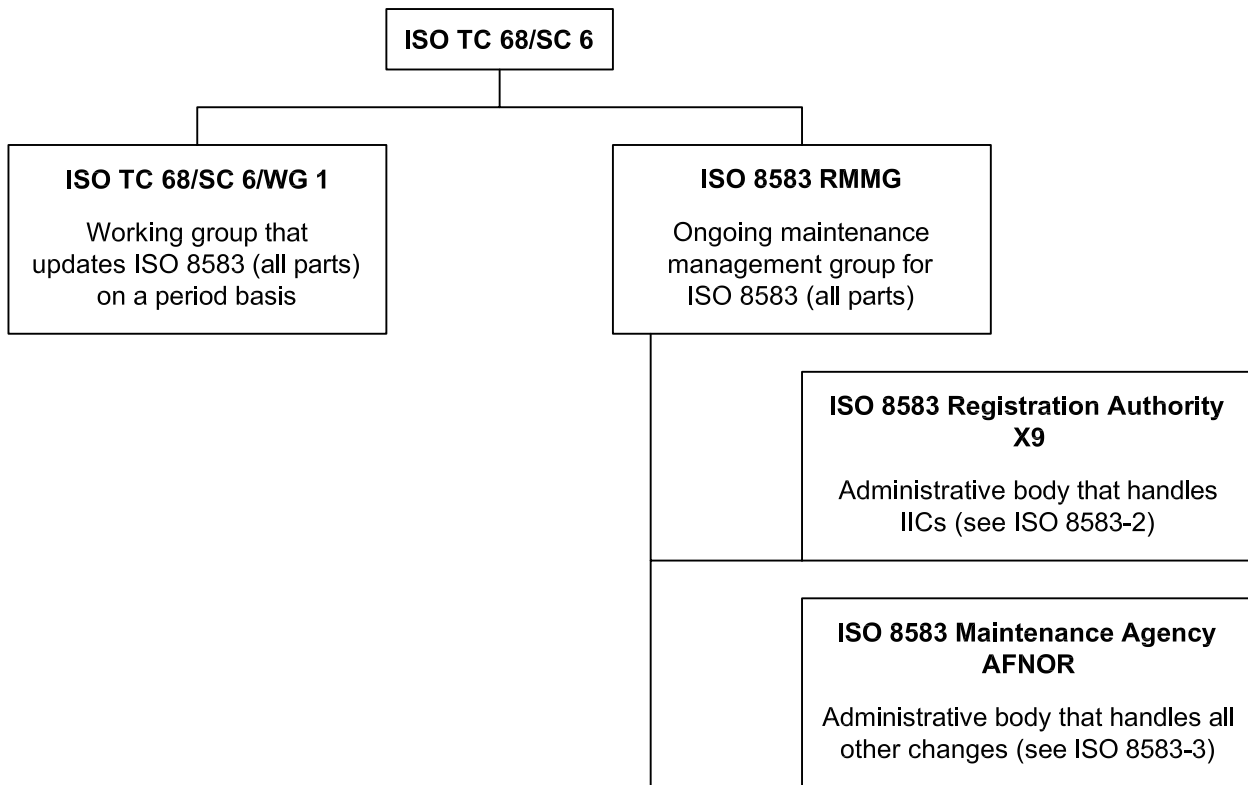 ISO TC 68/SC 6
ISO TC 68/SC 6/WG 1
Working group that
updates ISO 8583 (all parts)
on a period basis
ISO 8583 RMMG
Ongoing maintenance
management group for
ISO 8583 (all parts)
ISO 8583 Registration Authority
X9
Administrative body that handles
IICs (see ISO 8583-2)
ISO 8583 Maintenance Agency
AFNOR
Administrative body that handles all
other changes (see ISO 8583-3)